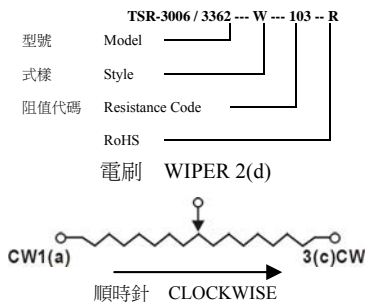 TSR-3006 / 3362 --- W --- 103 -- R
型號 Model
式樣 Style
阻值代碼 Resistance Code
RoHS
電刷 WIPER 2(d)
CW1(a) 3(c)CW
順時針 CLOCKWISE